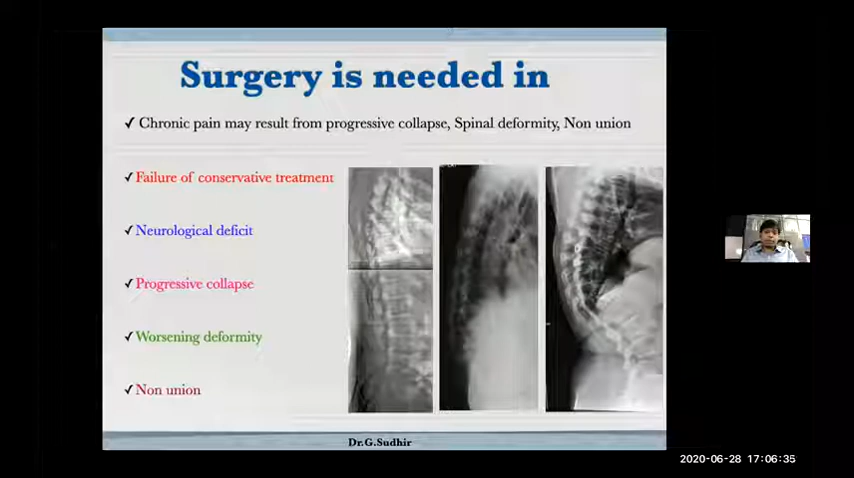 Surgery is needed in
✓ Chronic pain may result from progressive collapse, Spinal deformity, Non union
✓ Failure of conservative treatment
✓ Neurological deficit
✓ Progressive collapse
✓ Worsening deformity
✓ Non union
Dr.G.Sudhir
2020-06-28 17:06:35